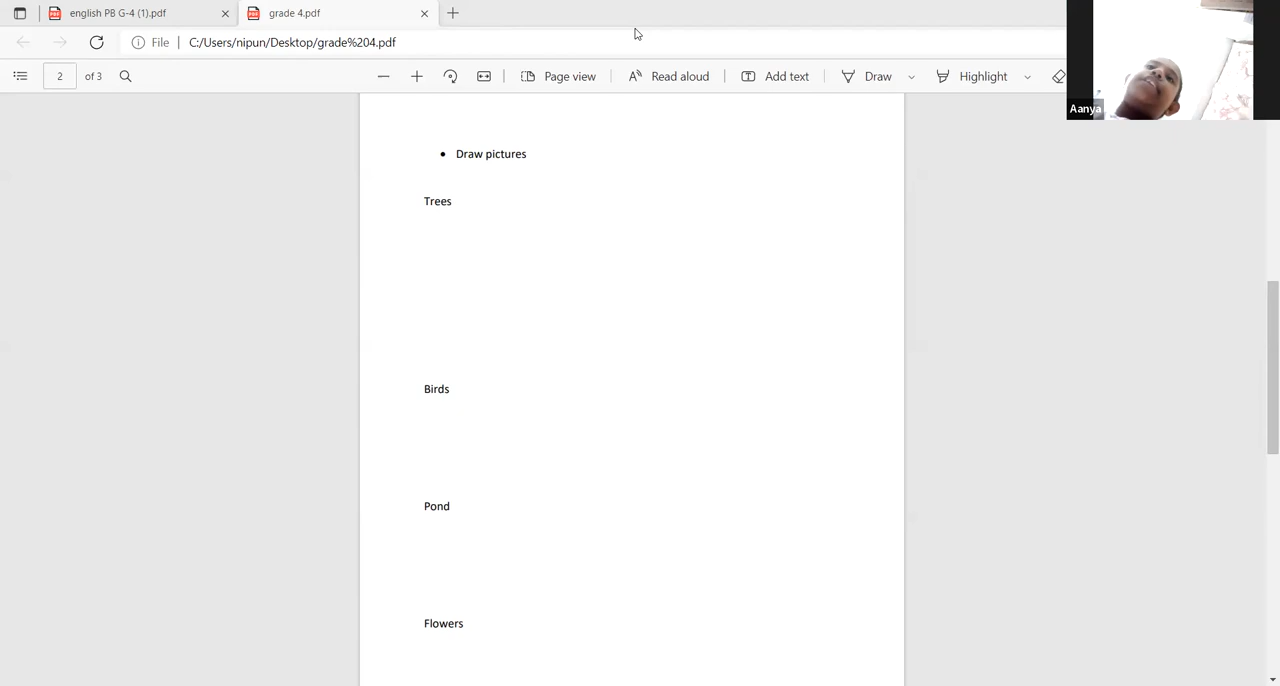 english PB G-4 (1).pdf
grade 4.pdf
File C:/Users/nipun/Desktop/grade%204.pdf
2 of 3 Page view Read aloud Add text Draw Highlight
Aanya
• Draw pictures
Trees
Birds
Pond
Flowers